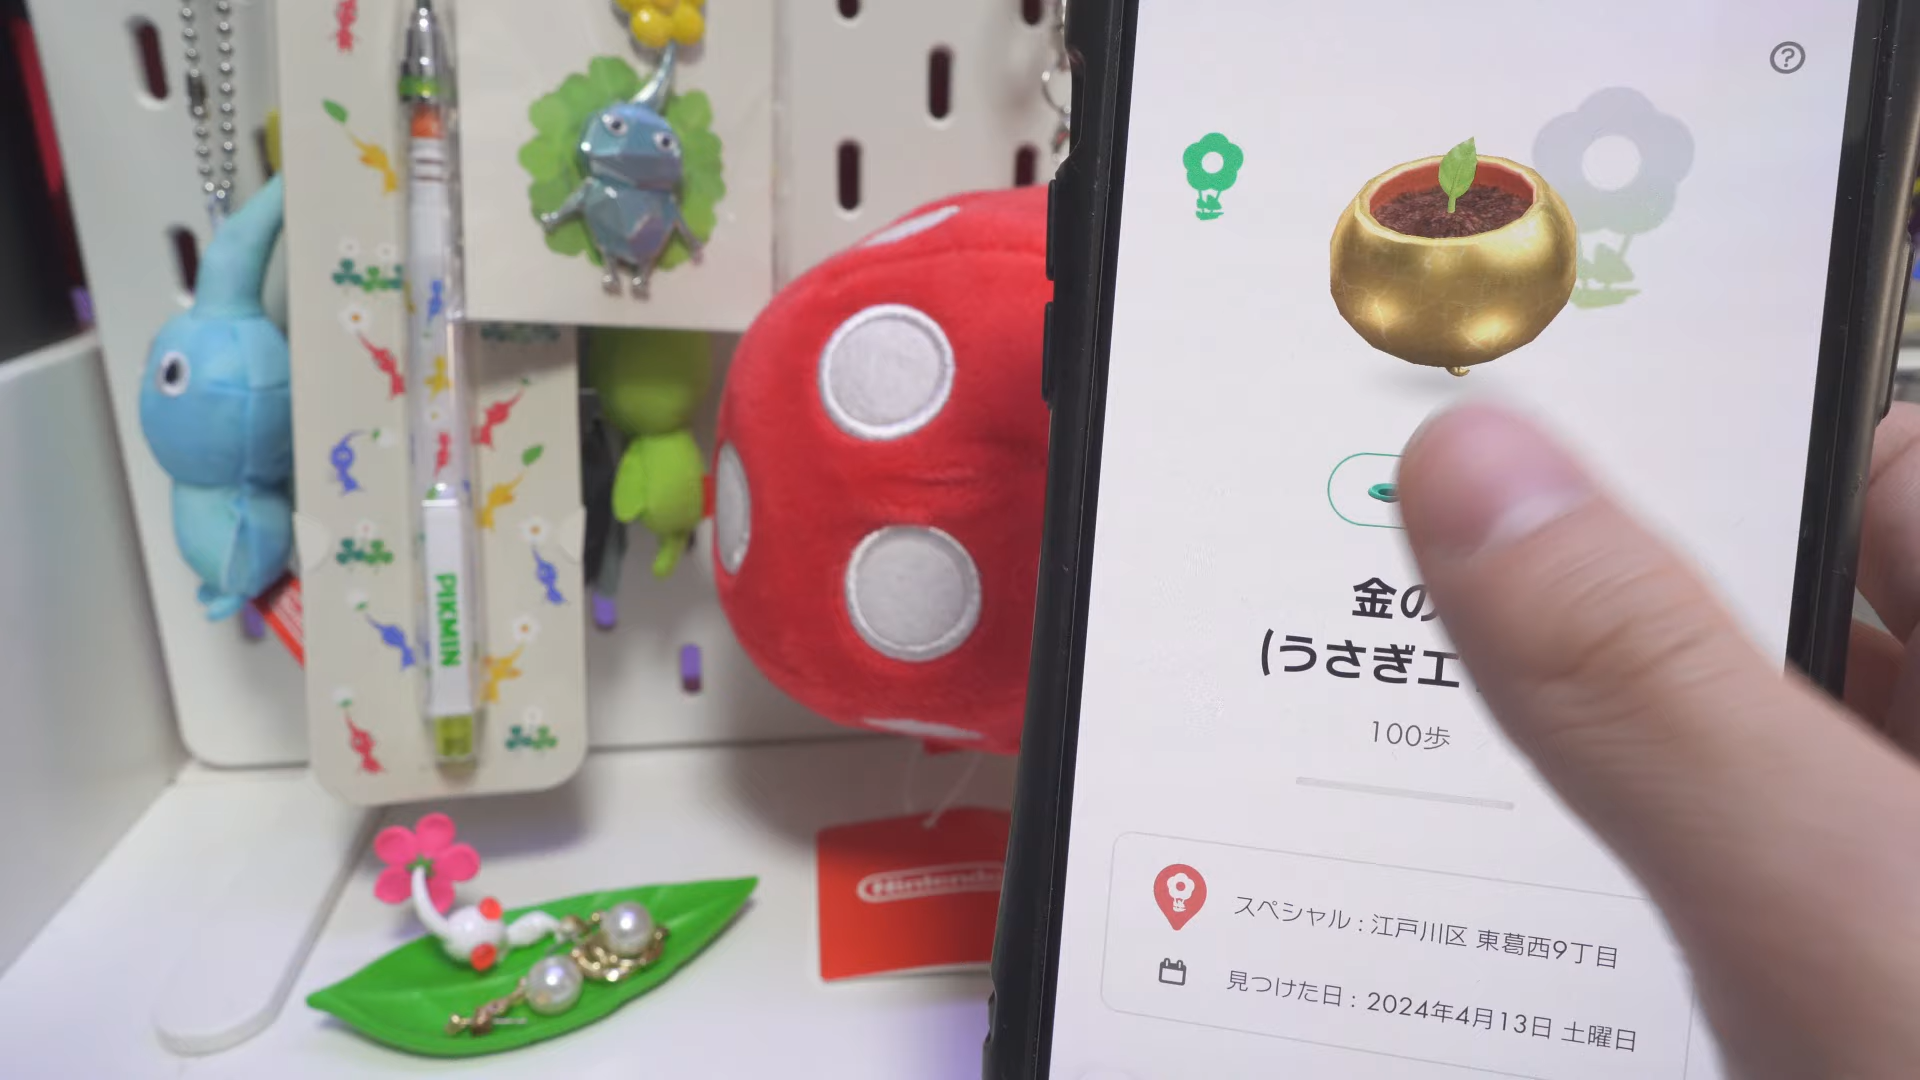 PIKMIN
Nintendo
?
金の
(うさぎエ
100歩
スペシャル : 江戸川区 東葛西9丁目
見つけた日 : 2024年4月13日 土曜日